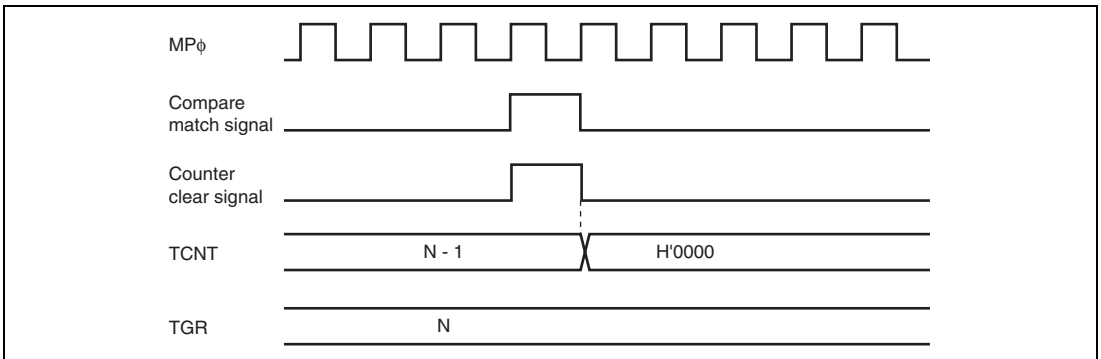 MPϕ
Compare
match signal
Counter
clear signal
TCNT
N - 1
H'0000
TGR
N